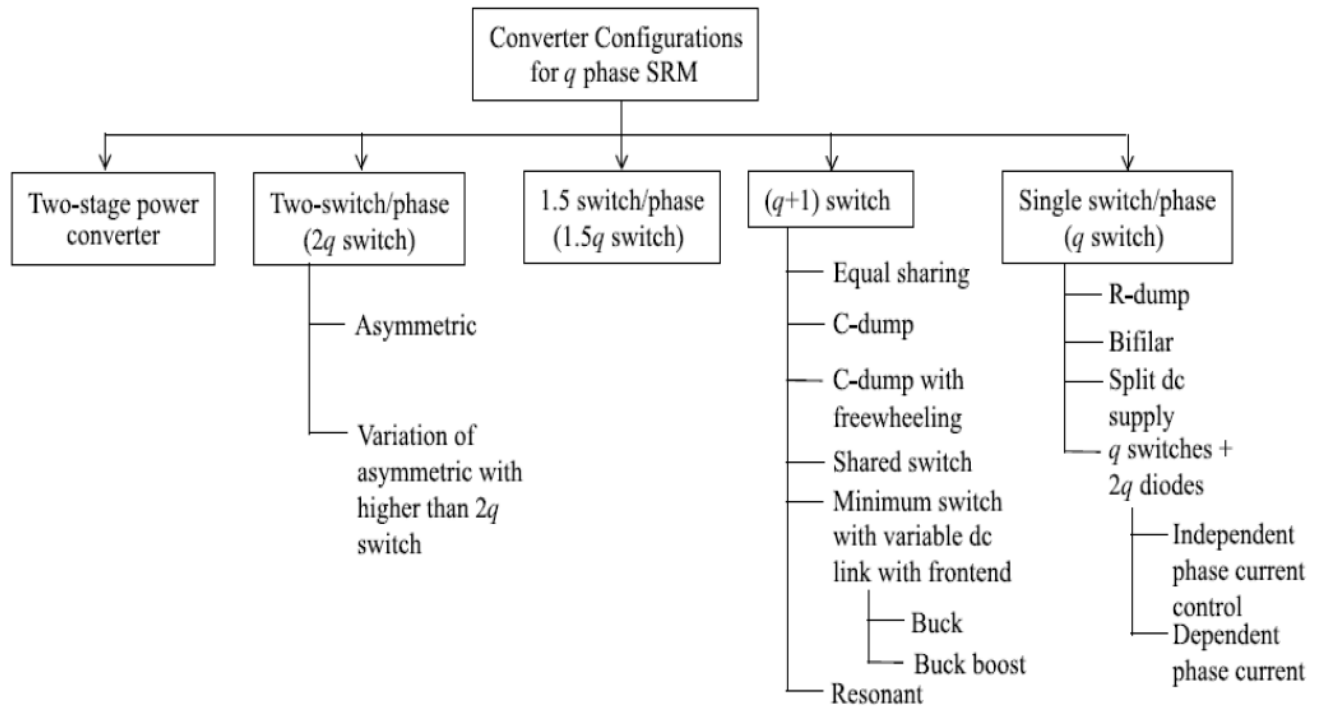 Converter Configurations
for q phase SRM
Two-stage power
converter
Two-switch/phase
(2q switch)
Asymmetric
Variation of
asymmetric with
higher than 2q
switch
1.5 switch/phase
(1.5q switch)
(q+1) switch
Equal sharing
C-dump
C-dump with
freewheeling
Shared switch
Minimum switch
with variable dc
link with frontend
Buck
Buck boost
Resonant
Single switch/phase
(q switch)
R-dump
Bifilar
Split dc
supply
q switches +
2q diodes
Independent
phase current
control
Dependent
phase current